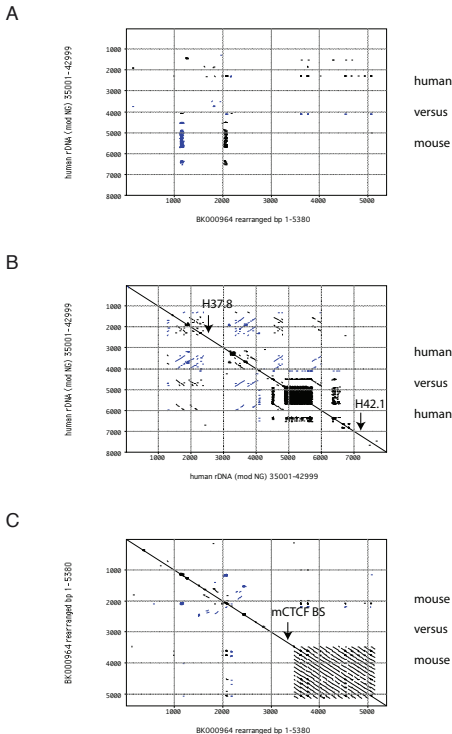 A
human rDNA (mod NG) 35001-42999
1000
2000
3000
4000
5000
6000
7000
8000
1000 2000 3000 4000 5000
BK000964 rearranged bp 1-5380
human
versus
mouse
B
human rDNA (mod NG) 35001-42999
1000
2000
3000
4000
5000
6000
7000
8000
H37.8
H42.1
1000 2000 3000 4000 5000 6000 7000
human rDNA (mod NG) 35001-42999
human
versus
human
C
BK000964 rearranged bp 1-5380
1000
2000
3000
4000
5000
mCTCF BS
1000 2000 3000 4000 5000
BK000964 rearranged bp 1-5380
mouse
versus
mouse